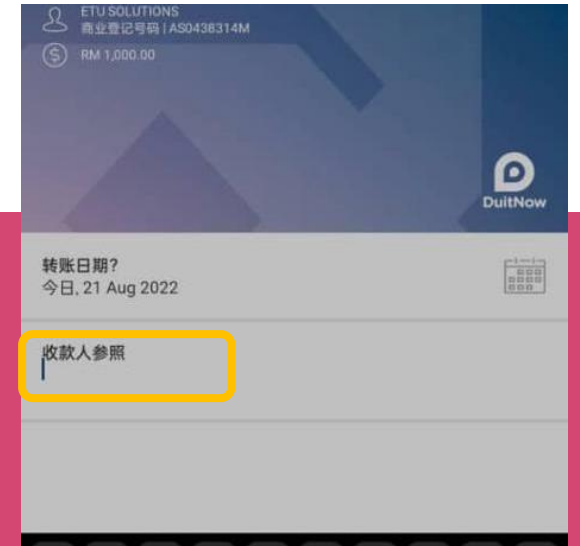 ETU SOLUTIONS
商业登记号码 | AS0438314M
RM 1,000.00
DuitNow
转账日期?
今日, 21 Aug 2022
收款人参照